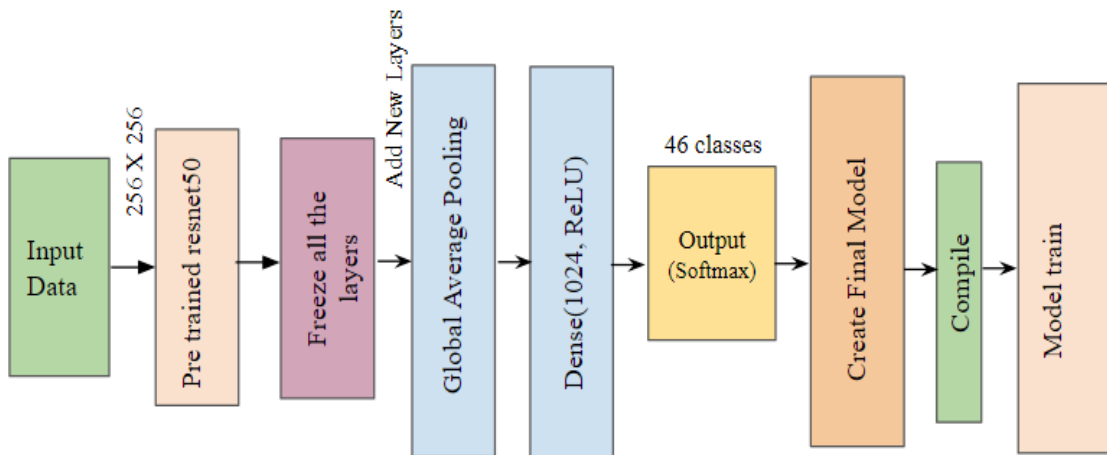 Input
Data
256 X 256
Pre trained resnet50
Freeze all the
layers
Add New Layers
Global Average Pooling
Dense(1024, ReLU)
46 classes
Output
(Softmax)
Create Final Model
Compile
Model train